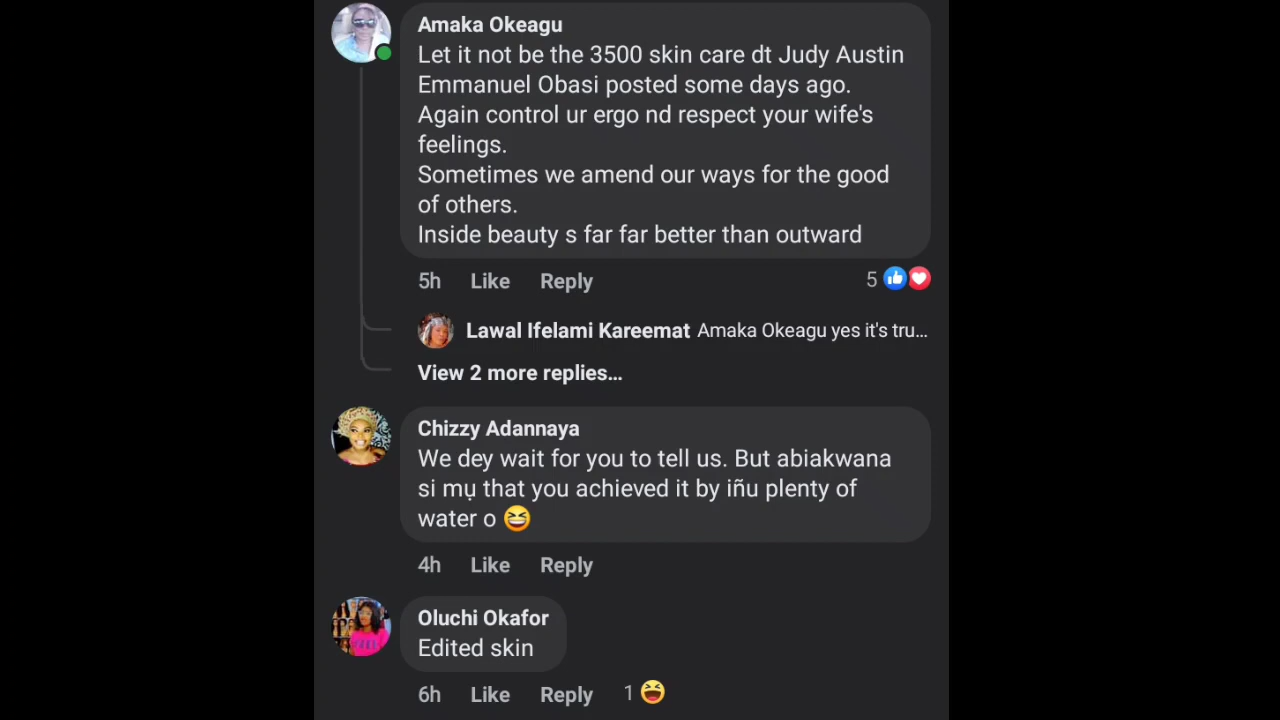 Amaka Okeagu
Let it not be the 3500 skin care dt Judy Austin
Emmanuel Obasi posted some days ago.
Again control ur ergo nd respect your wife's
feelings.
Sometimes we amend our ways for the good
of others.
Inside beauty s far far better than outward
5h Like Reply 5
Lawal Ifelami Kareemat Amaka Okeagu yes it's tru...
View 2 more replies...
Chizzy Adannaya
We dey wait for you to tell us. But abiakwana
si mụ that you achieved it by iñu plenty of
water o 😆
4h Like Reply
Oluchi Okafor
Edited skin
6h Like Reply 1